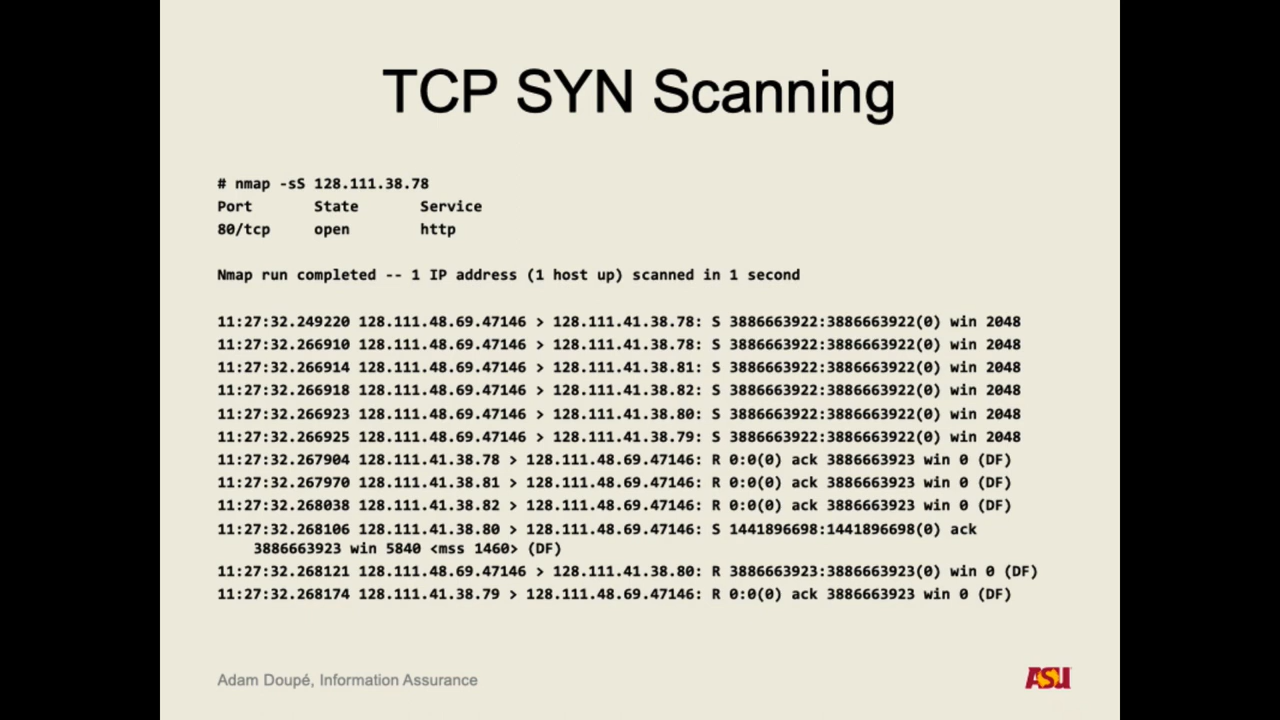 TCP SYN Scanning
# nmap -sS 128.111.38.78
Port State Service
80/tcp open http
Nmap run completed -- 1 IP address (1 host up) scanned in 1 second
11:27:32.249220 128.111.48.69.47146 > 128.111.41.38.78: S 3886663922:3886663922(0) win 2048
11:27:32.266910 128.111.48.69.47146 > 128.111.41.38.78: S 3886663922:3886663922(0) win 2048
11:27:32.266914 128.111.48.69.47146 > 128.111.41.38.81: S 3886663922:3886663922(0) win 2048
11:27:32.266918 128.111.48.69.47146 > 128.111.41.38.82: S 3886663922:3886663922(0) win 2048
11:27:32.266923 128.111.48.69.47146 > 128.111.41.38.80: S 3886663922:3886663922(0) win 2048
11:27:32.266925 128.111.48.69.47146 > 128.111.41.38.79: S 3886663922:3886663922(0) win 2048
11:27:32.267904 128.111.41.38.78 > 128.111.48.69.47146: R 0:0(0) ack 3886663923 win 0 (DF)
11:27:32.267970 128.111.41.38.81 > 128.111.48.69.47146: R 0:0(0) ack 3886663923 win 0 (DF)
11:27:32.268038 128.111.41.38.82 > 128.111.48.69.47146: R 0:0(0) ack 3886663923 win 0 (DF)
11:27:32.268106 128.111.41.38.80 > 128.111.48.69.47146: S 1441896698:1441896698(0) ack
3886663923 win 5840 <mss 1460> (DF)
11:27:32.268121 128.111.48.69.47146 > 128.111.41.38.80: R 3886663923:3886663923(0) win 0 (DF)
11:27:32.268174 128.111.41.38.79 > 128.111.48.69.47146: R 0:0(0) ack 3886663923 win 0 (DF)
Adam Doupé, Information Assurance
ASU